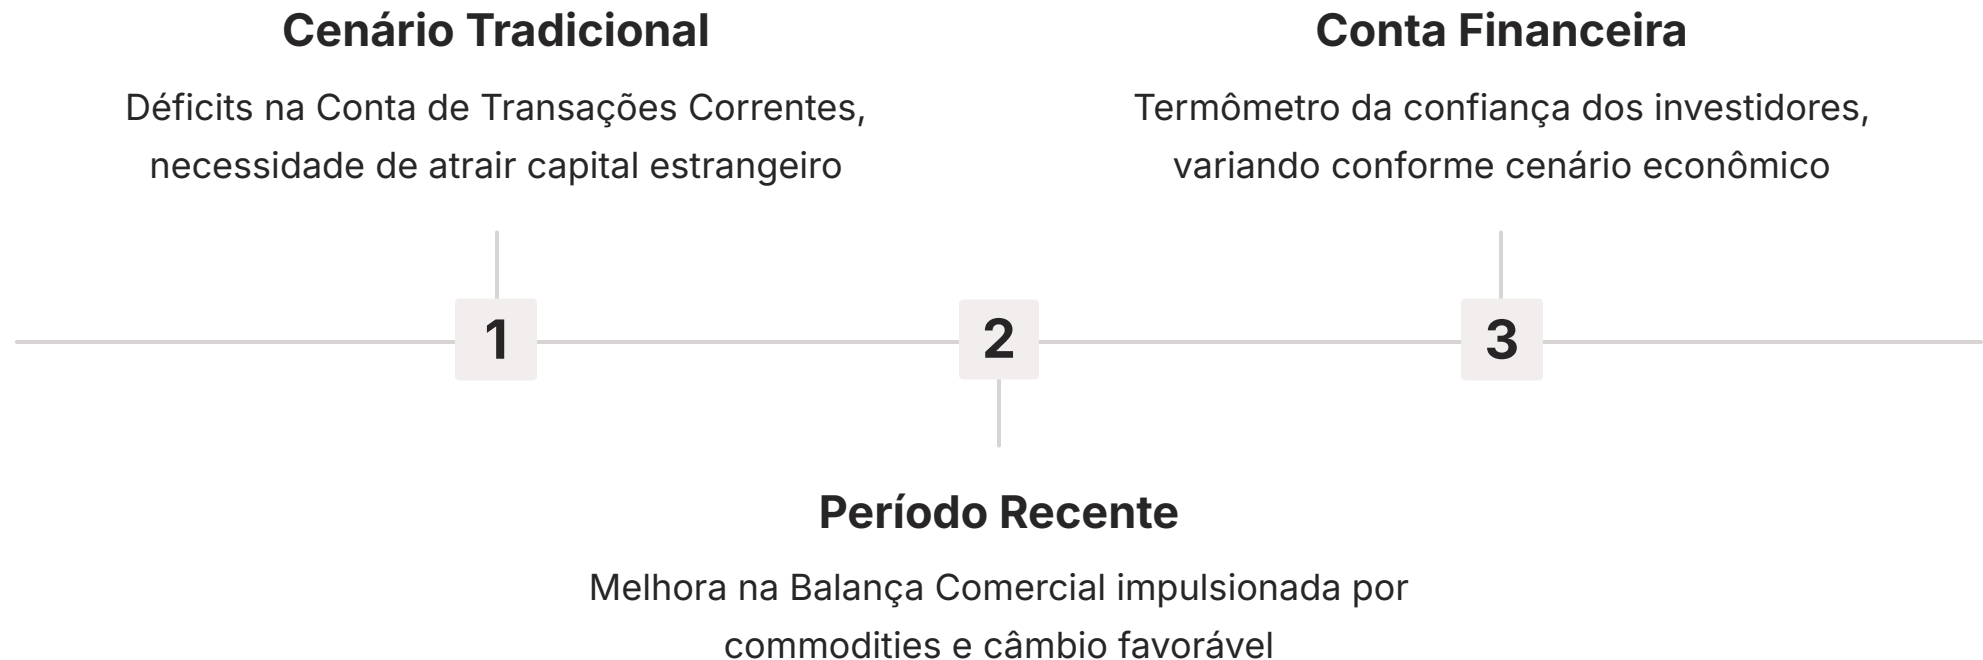 Cenário Tradicional
Déficits na Conta de Transações Correntes,
necessidade de atrair capital estrangeiro
Conta Financeira
Termômetro da confiança dos investidores,
variando conforme cenário econômico
1
2
3
Período Recente
Melhora na Balança Comercial impulsionada por
commodities e câmbio favorável